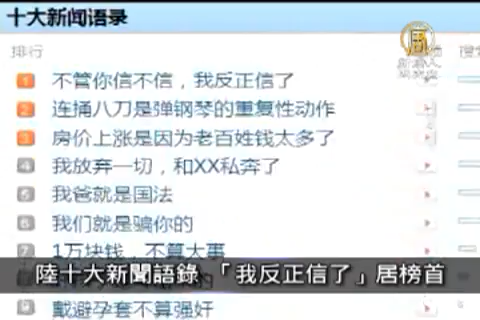 十大新闻语录
排行
1 不管你信不信，我反正信了
2 连捅八刀是弹钢琴的重复性动作
3 房价上涨是因为老百姓钱太多了
4 我放弃一切，和XX私奔了
5 我爸就是国法
6 我们就是骗你的
7 1万块钱，不算大事
陸十大新聞語錄 「我反正信了」居榜首
9 戴避孕套不算强奸